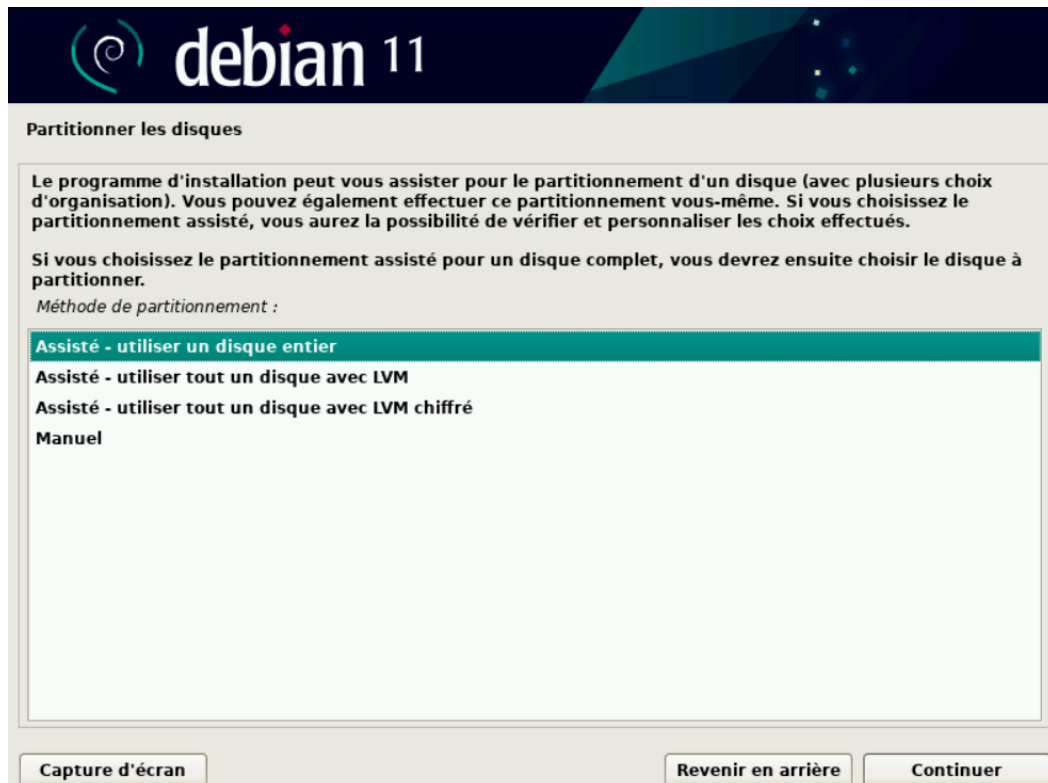 debian 11
Partitionner les disques
Le programme d'installation peut vous assister pour le partitionnement d'un disque (avec plusieurs choix
d'organisation). Vous pouvez également effectuer ce partitionnement vous-même. Si vous choisissez le
partitionnement assisté, vous aurez la possibilité de vérifier et personnaliser les choix effectués.
Si vous choisissez le partitionnement assisté pour un disque complet, vous devrez ensuite choisir le disque à
partitionner.
Méthode de partitionnement :
Assisté - utiliser un disque entier
Assisté - utiliser tout un disque avec LVM
Assisté - utiliser tout un disque avec LVM chiffré
Manuel
Capture d'écran
Revenir en arrière
Continuer